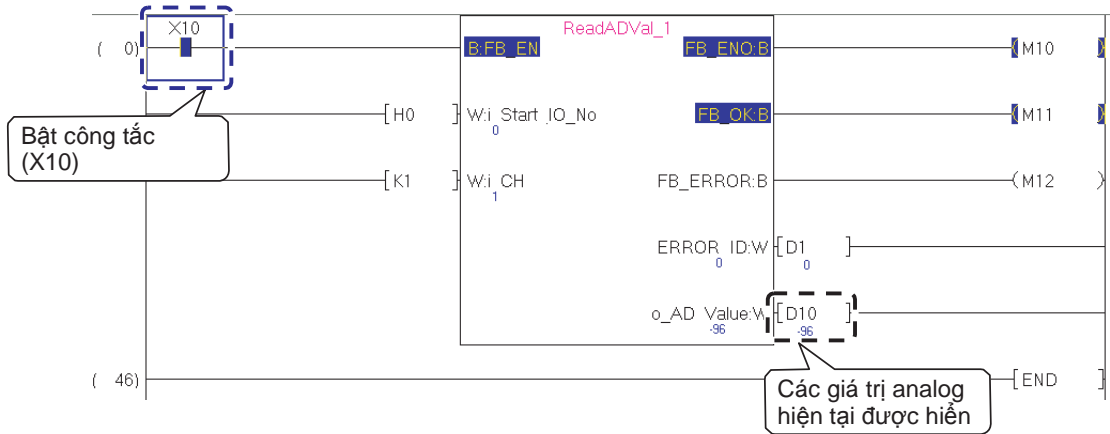 ReadADVal_1
X10
( 0) B:FB_EN FB_ENO:B ( M10 )
[ H0 ] W:i_Start_IO_No FB_OK:B ( M11 )
0
Bật công tắc
(X10)
[ K1 ] W:i_CH FB_ERROR:B ( M12 )
1
ERROR_ID:W [ D1 ]
0 0
o_AD_Value:W [ D10 ]
-96 -96
( 46) [ END ]
Các giá trị analog
hiện tại được hiển